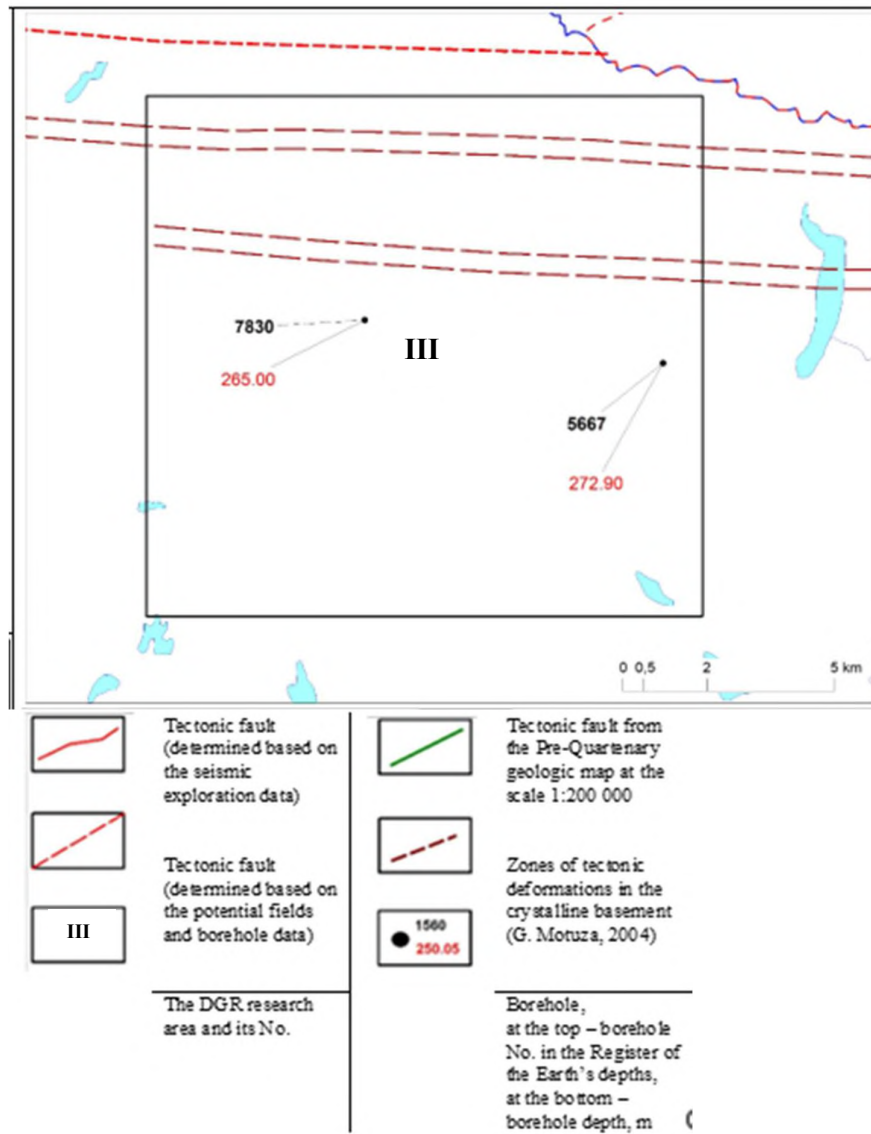 7830
265.00
III
5667
272.90
0 0,5 2 5 km
Tectonic fault
(determined based on
the seismic
exploration data)
Tectonic fault
(determined based on
the potential fields
and borehole data)
III
The DGR research
area and its No.
Tectonic fault from
the Pre-Quartenary
geologic map at the
scale 1:200 000
Zones of tectonic
deformations in the
crystalline basement
(G. Motuza, 2004)
1560
250.05
Borehole,
at the top – borehole
No. in the Register of
the Earth's depths,
at the bottom –
borehole depth, m